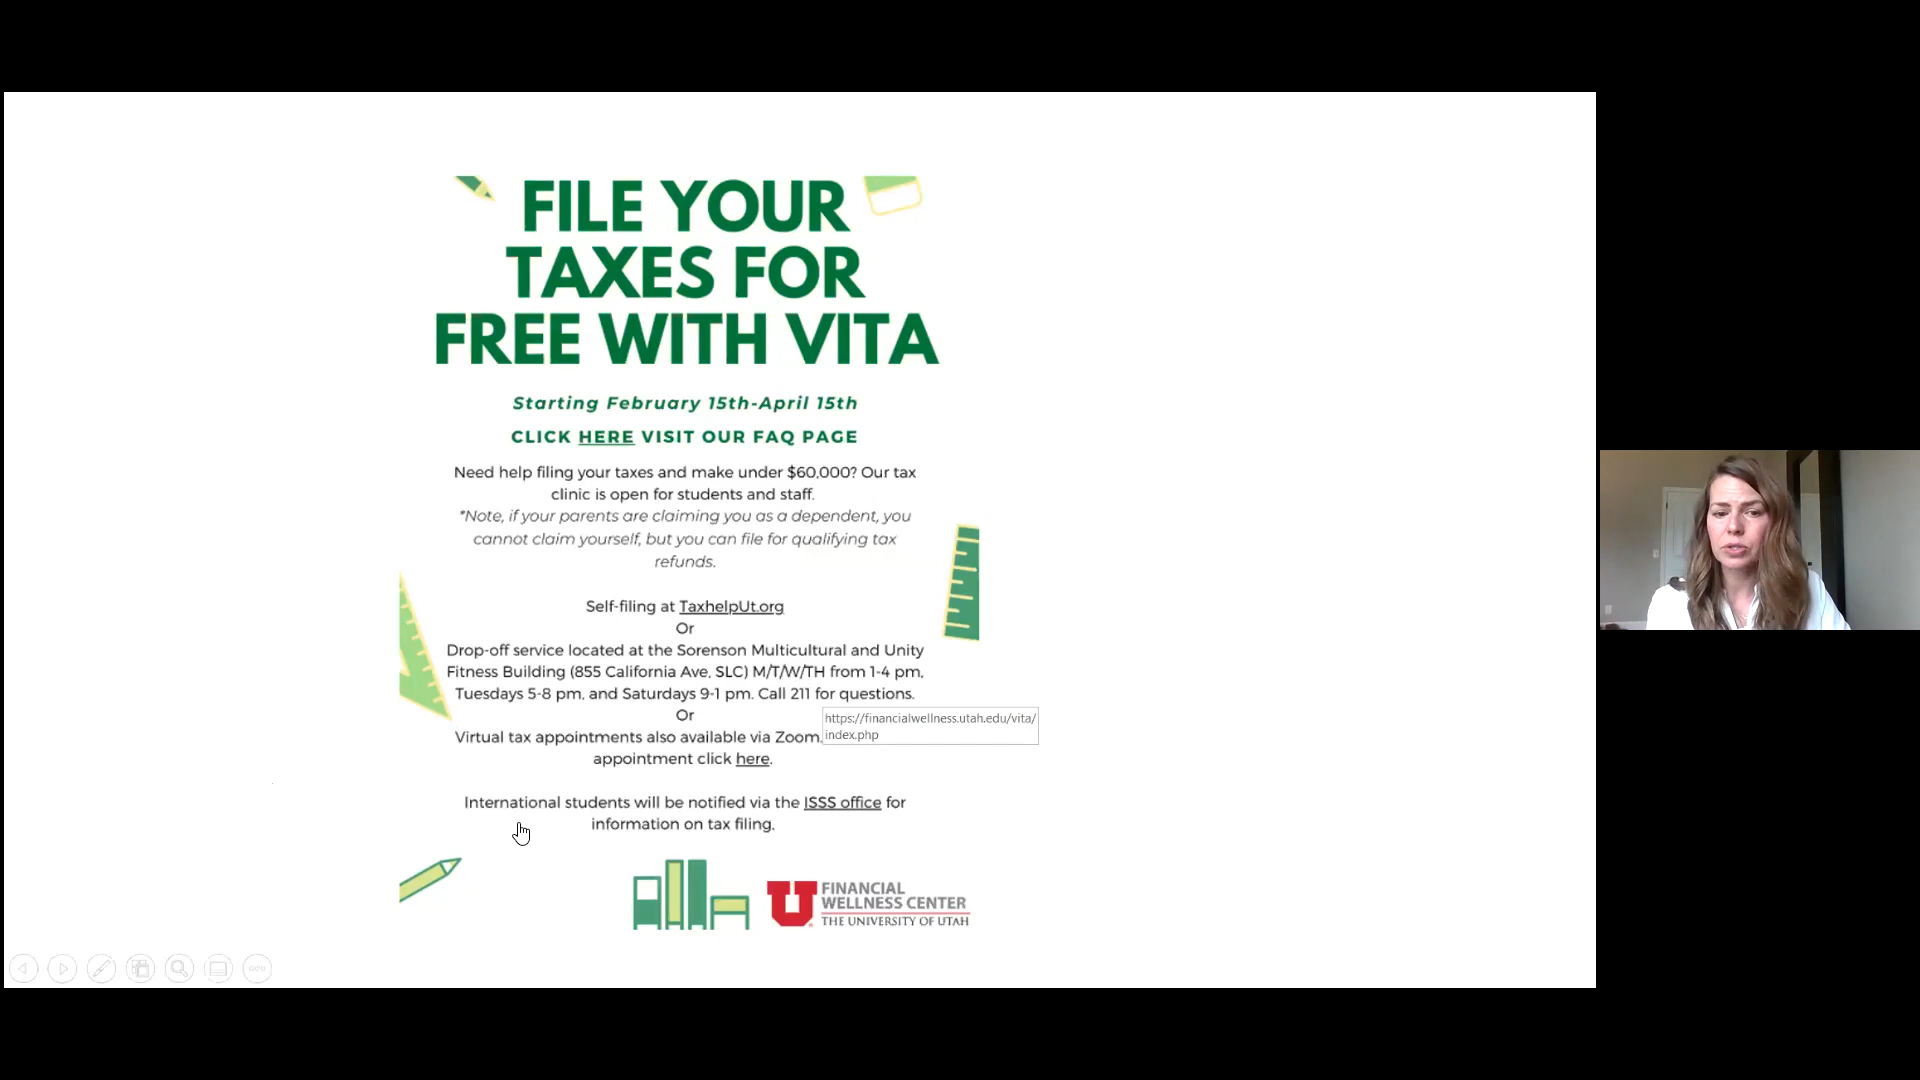 FILE YOUR
TAXES FOR
FREE WITH VITA
Starting February 15th-April 15th
CLICK HERE VISIT OUR FAQ PAGE
Need help filing your taxes and make under $60,000? Our tax
clinic is open for students and staff.
*Note, if your parents are claiming you as a dependent, you
cannot claim yourself, but you can file for qualifying tax
refunds.
Self-filing at TaxhelpUt.org
Or
Drop-off service located at the Sorenson Multicultural and Unity
Fitness Building (855 California Ave, SLC) M/T/W/TH from 1-4 pm,
Tuesdays 5-8 pm, and Saturdays 9-1 pm. Call 211 for questions.
Or
Virtual tax appointments also available via Zoom.
https://financialwellness.utah.edu/vita/
index.php
appointment click here.
International students will be notified via the ISSS office for
information on tax filing.
U FINANCIAL
WELLNESS CENTER
THE UNIVERSITY OF UTAH